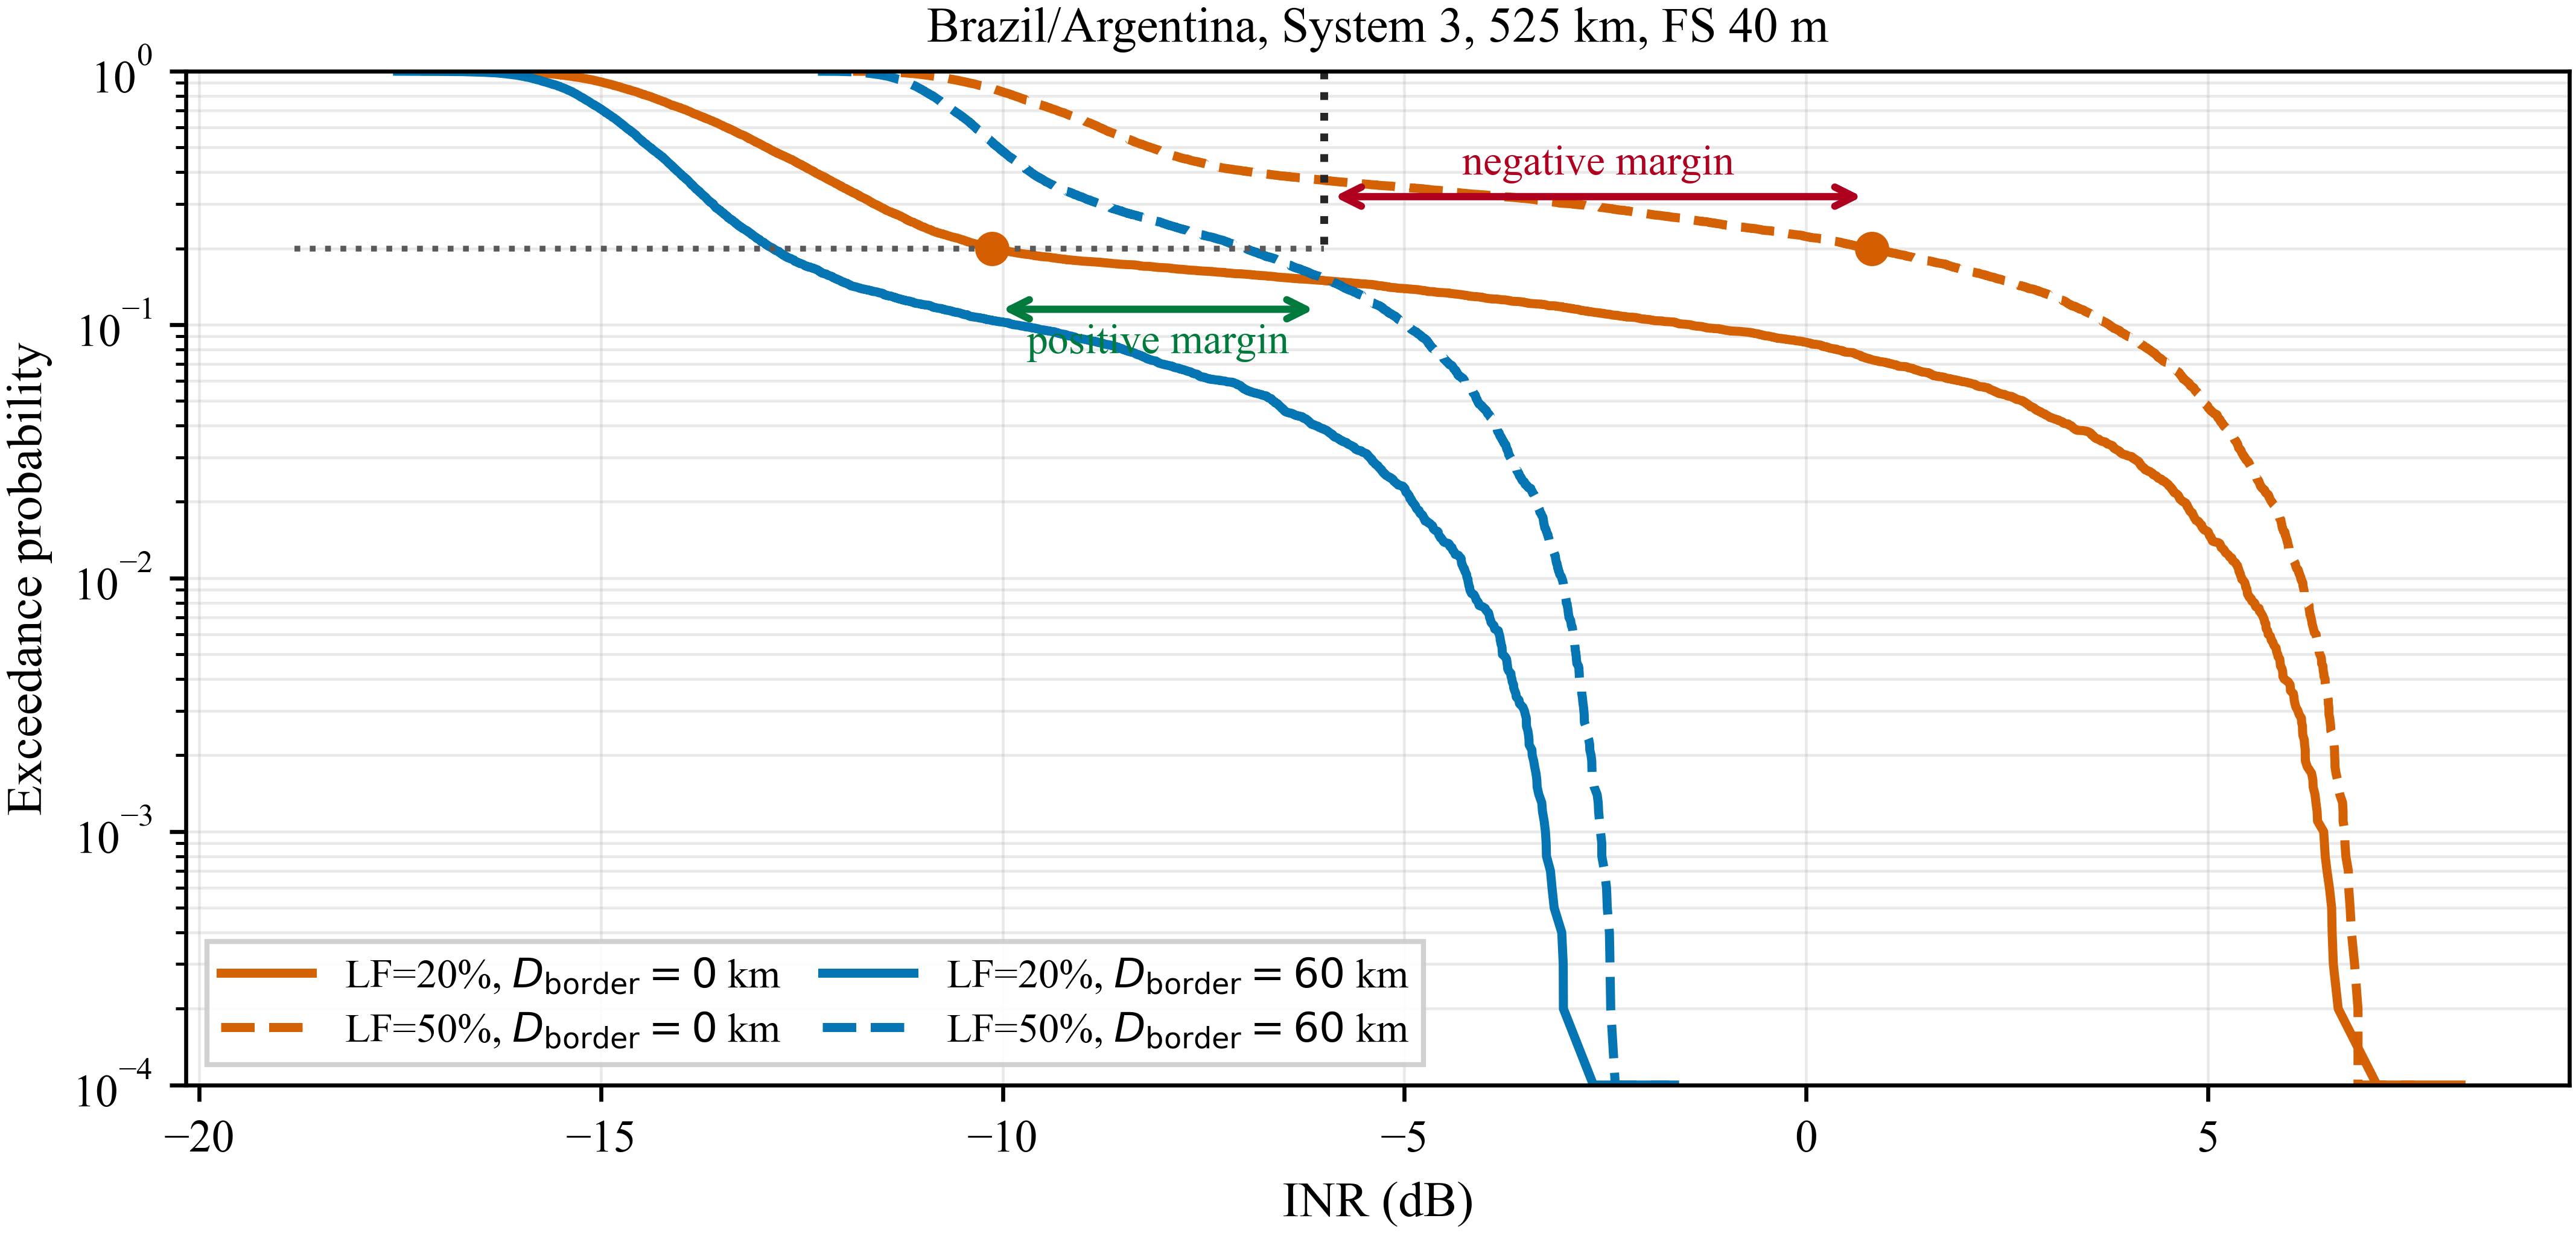 Brazil/Argentina, System 3, 525 km, FS 40 m
10⁰
10⁻¹
10⁻²
10⁻³
10⁻⁴
Exceedance probability
negative margin
positive margin
LF=20%, D_border = 0 km
LF=50%, D_border = 0 km
LF=20%, D_border = 60 km
LF=50%, D_border = 60 km
−20 −15 −10 −5 0 5
INR (dB)